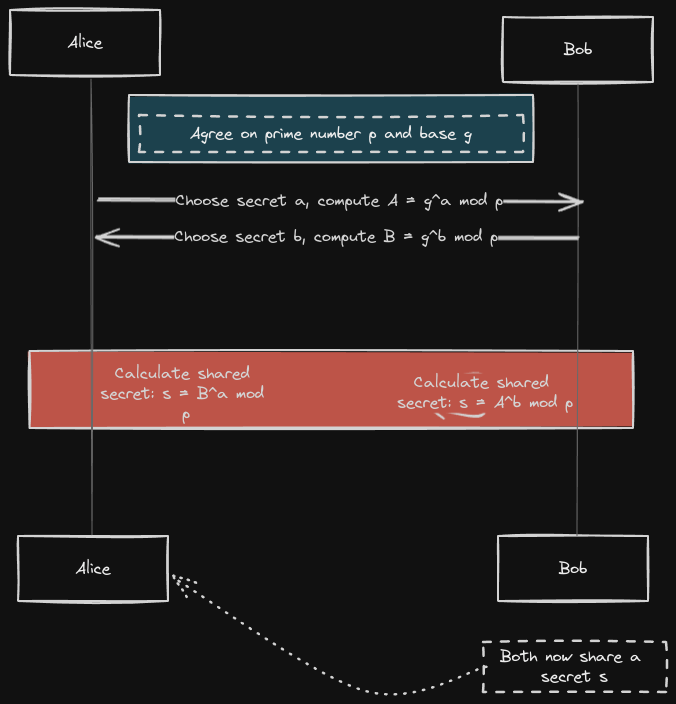 Alice
Bob
Agree on prime number p and base g
Choose secret a, compute A = g^a mod p
Choose secret b, compute B = g^b mod p
Calculate shared
secret: s = B^a mod
p
Calculate shared
secret: s = A^b mod p
Alice
Bob
Both now share a
secret s